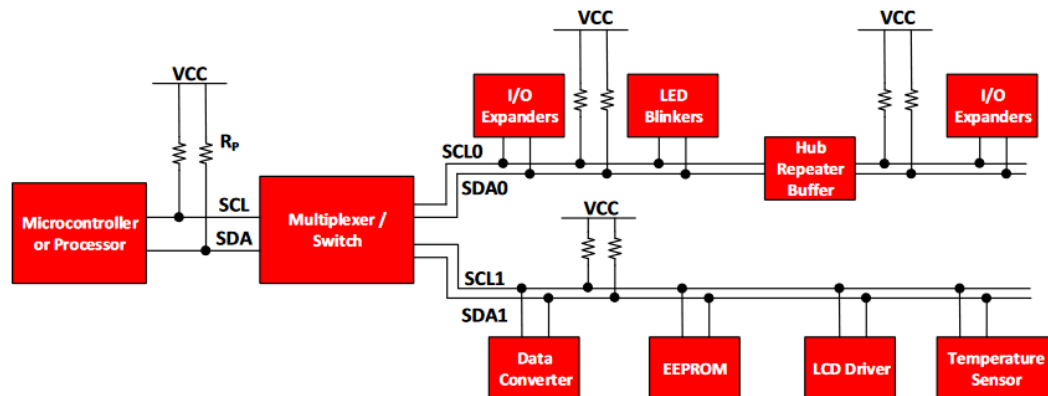 VCC
VCC
VCC
I/O
Expanders
LED
Blinkers
I/O
Expanders
R_P
SCL0
Hub
Repeater
Buffer
SDA0
Microcontroller
or Processor
SCL
SDA
Multiplexer /
Switch
VCC
SCL1
SDA1
Data
Converter
EEPROM
LCD Driver
Temperature
Sensor